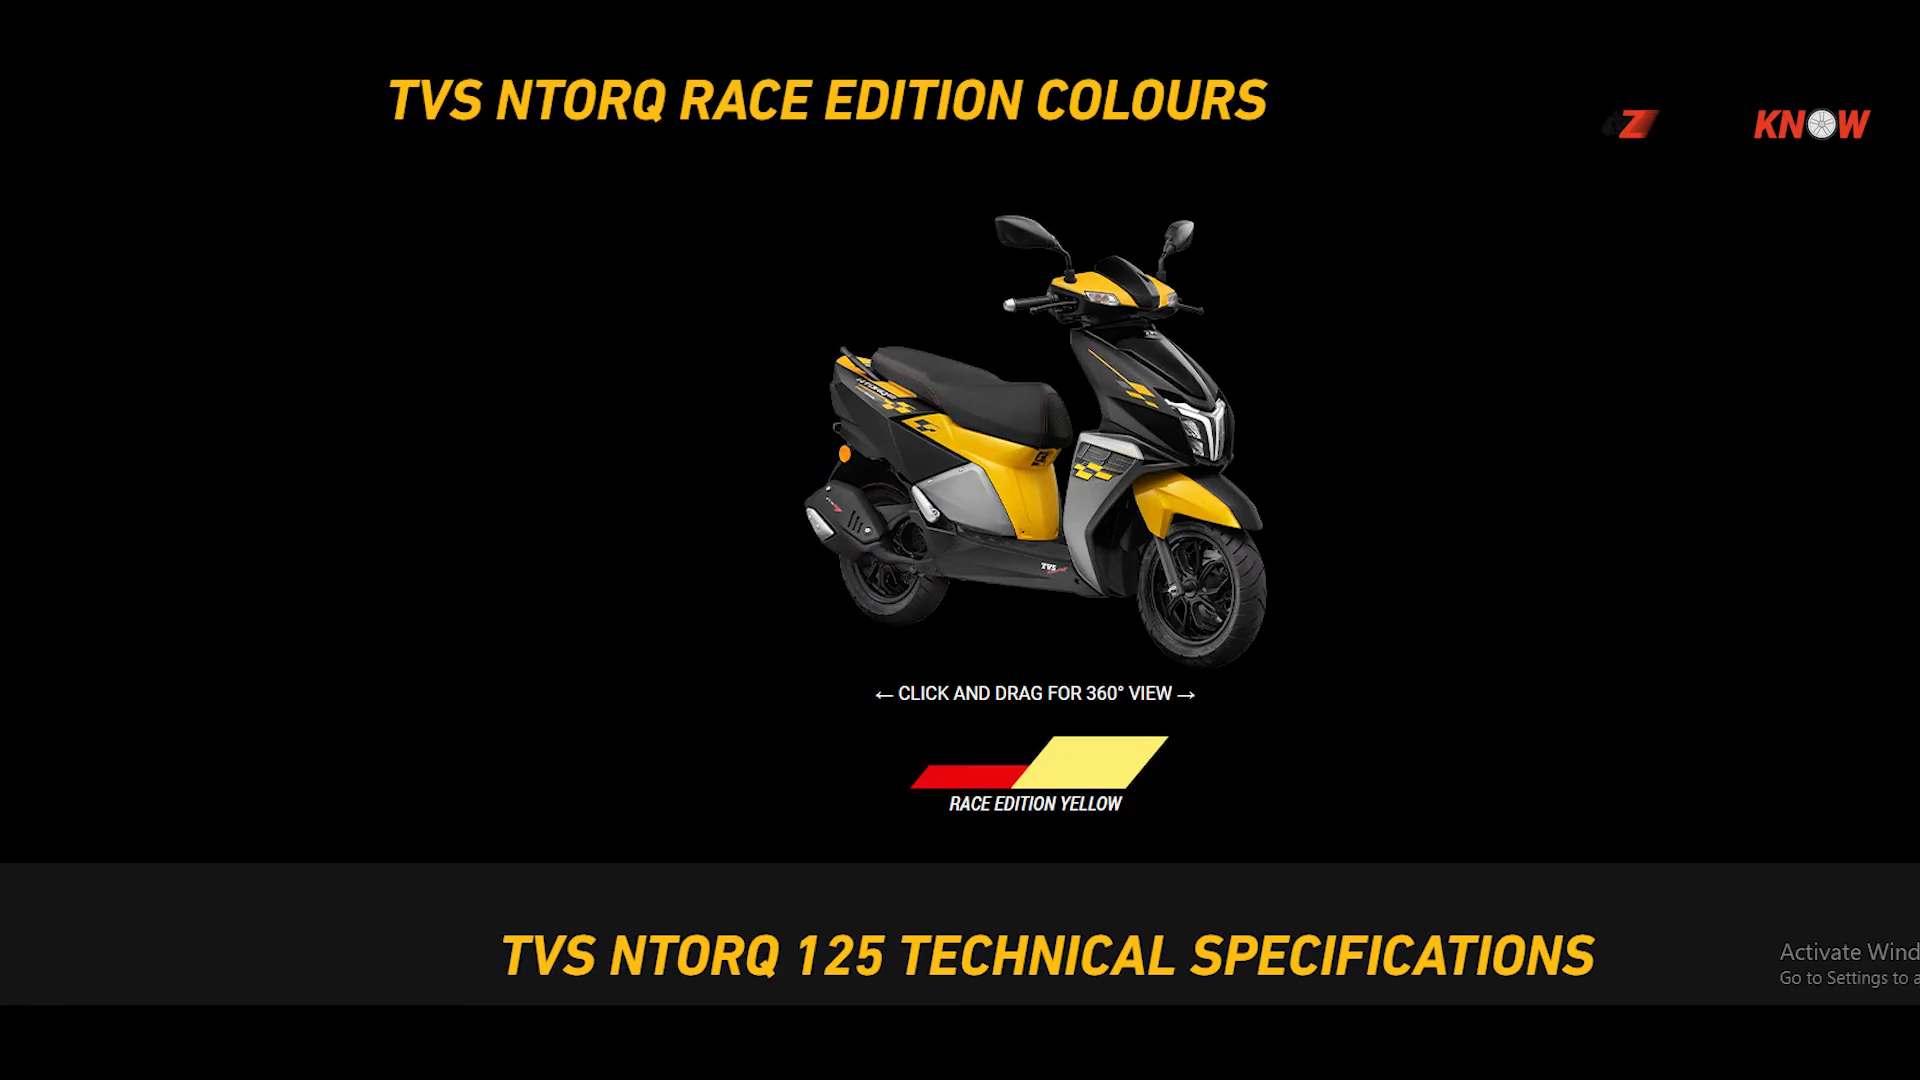 TVS NTORQ RACE EDITION COLOURS
Z KNOW
TVS
← CLICK AND DRAG FOR 360° VIEW →
RACE EDITION YELLOW
TVS NTORQ 125 TECHNICAL SPECIFICATIONS
Activate Wind
Go to Settings to a